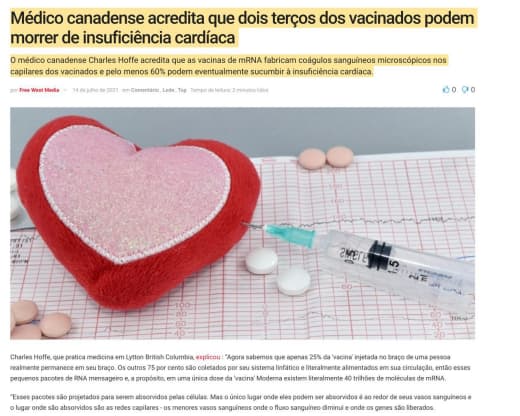 Médico canadense acredita que dois terços dos vacinados podem
morrer de insuficiência cardíaca
O médico canadense Charles Hoffe acredita que as vacinas de mRNA fabricam coágulos sanguíneos microscópicos nos
capilares dos vacinados e pelo menos 60% podem eventualmente sucumbir à insuficiência cardíaca.
por Free West Media - 14 de julho de 2021 em Comentário, Lede, Top Tempo de leitura: 2 minutos lidos
0 0
Charles Hoffe, que pratica medicina em Lytton British Columbia, explicou : "Agora sabemos que apenas 25% da 'vacina' injetada no braço de uma pessoa
realmente permanece em seu braço. Os outros 75 por cento são coletados por seu sistema linfático e literalmente alimentados em sua circulação, então esses
pequenos pacotes de RNA mensageiro e, a propósito, em uma única dose da 'vacina' Moderna existem literalmente 40 trilhões de moléculas de mRNA.
"Esses pacotes são projetados para serem absorvidos pelas células. Mas o único lugar onde eles podem ser absorvidos é ao redor de seus vasos sanguíneos e
o lugar onde são absorvidos são as redes capilares - os menores vasos sanguíneos onde o fluxo sanguíneo diminui e onde os genes são liberados.